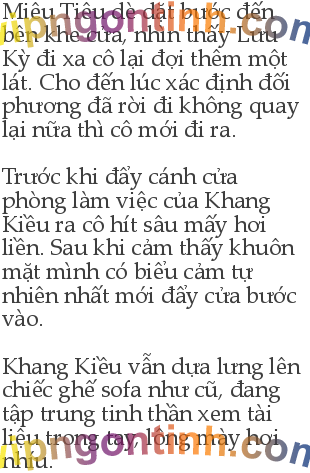 Miêu Tiêu dè dặt bước đến
bên khe cửa, nhìn thấy Lưu
Kỳ đi xa cô lại đợi thêm một
lát. Cho đến lúc xác định đối
phương đã rời đi không quay
lại nữa thì cô mới đi ra.
Trước khi đẩy cánh cửa
phòng làm việc của Khang
Kiều ra cô hít sâu mấy hơi
liền. Sau khi cảm thấy khuôn
mặt mình có biểu cảm tự
nhiên nhất mới đẩy cửa bước
vào.
Khang Kiều vẫn dựa lưng lên
chiếc ghế sofa như cũ, đang
tập trung tinh thần xem tài
liệu trong tay, lông mày hơi
nhíu.
vipngontinh.com
vipngontinh.com